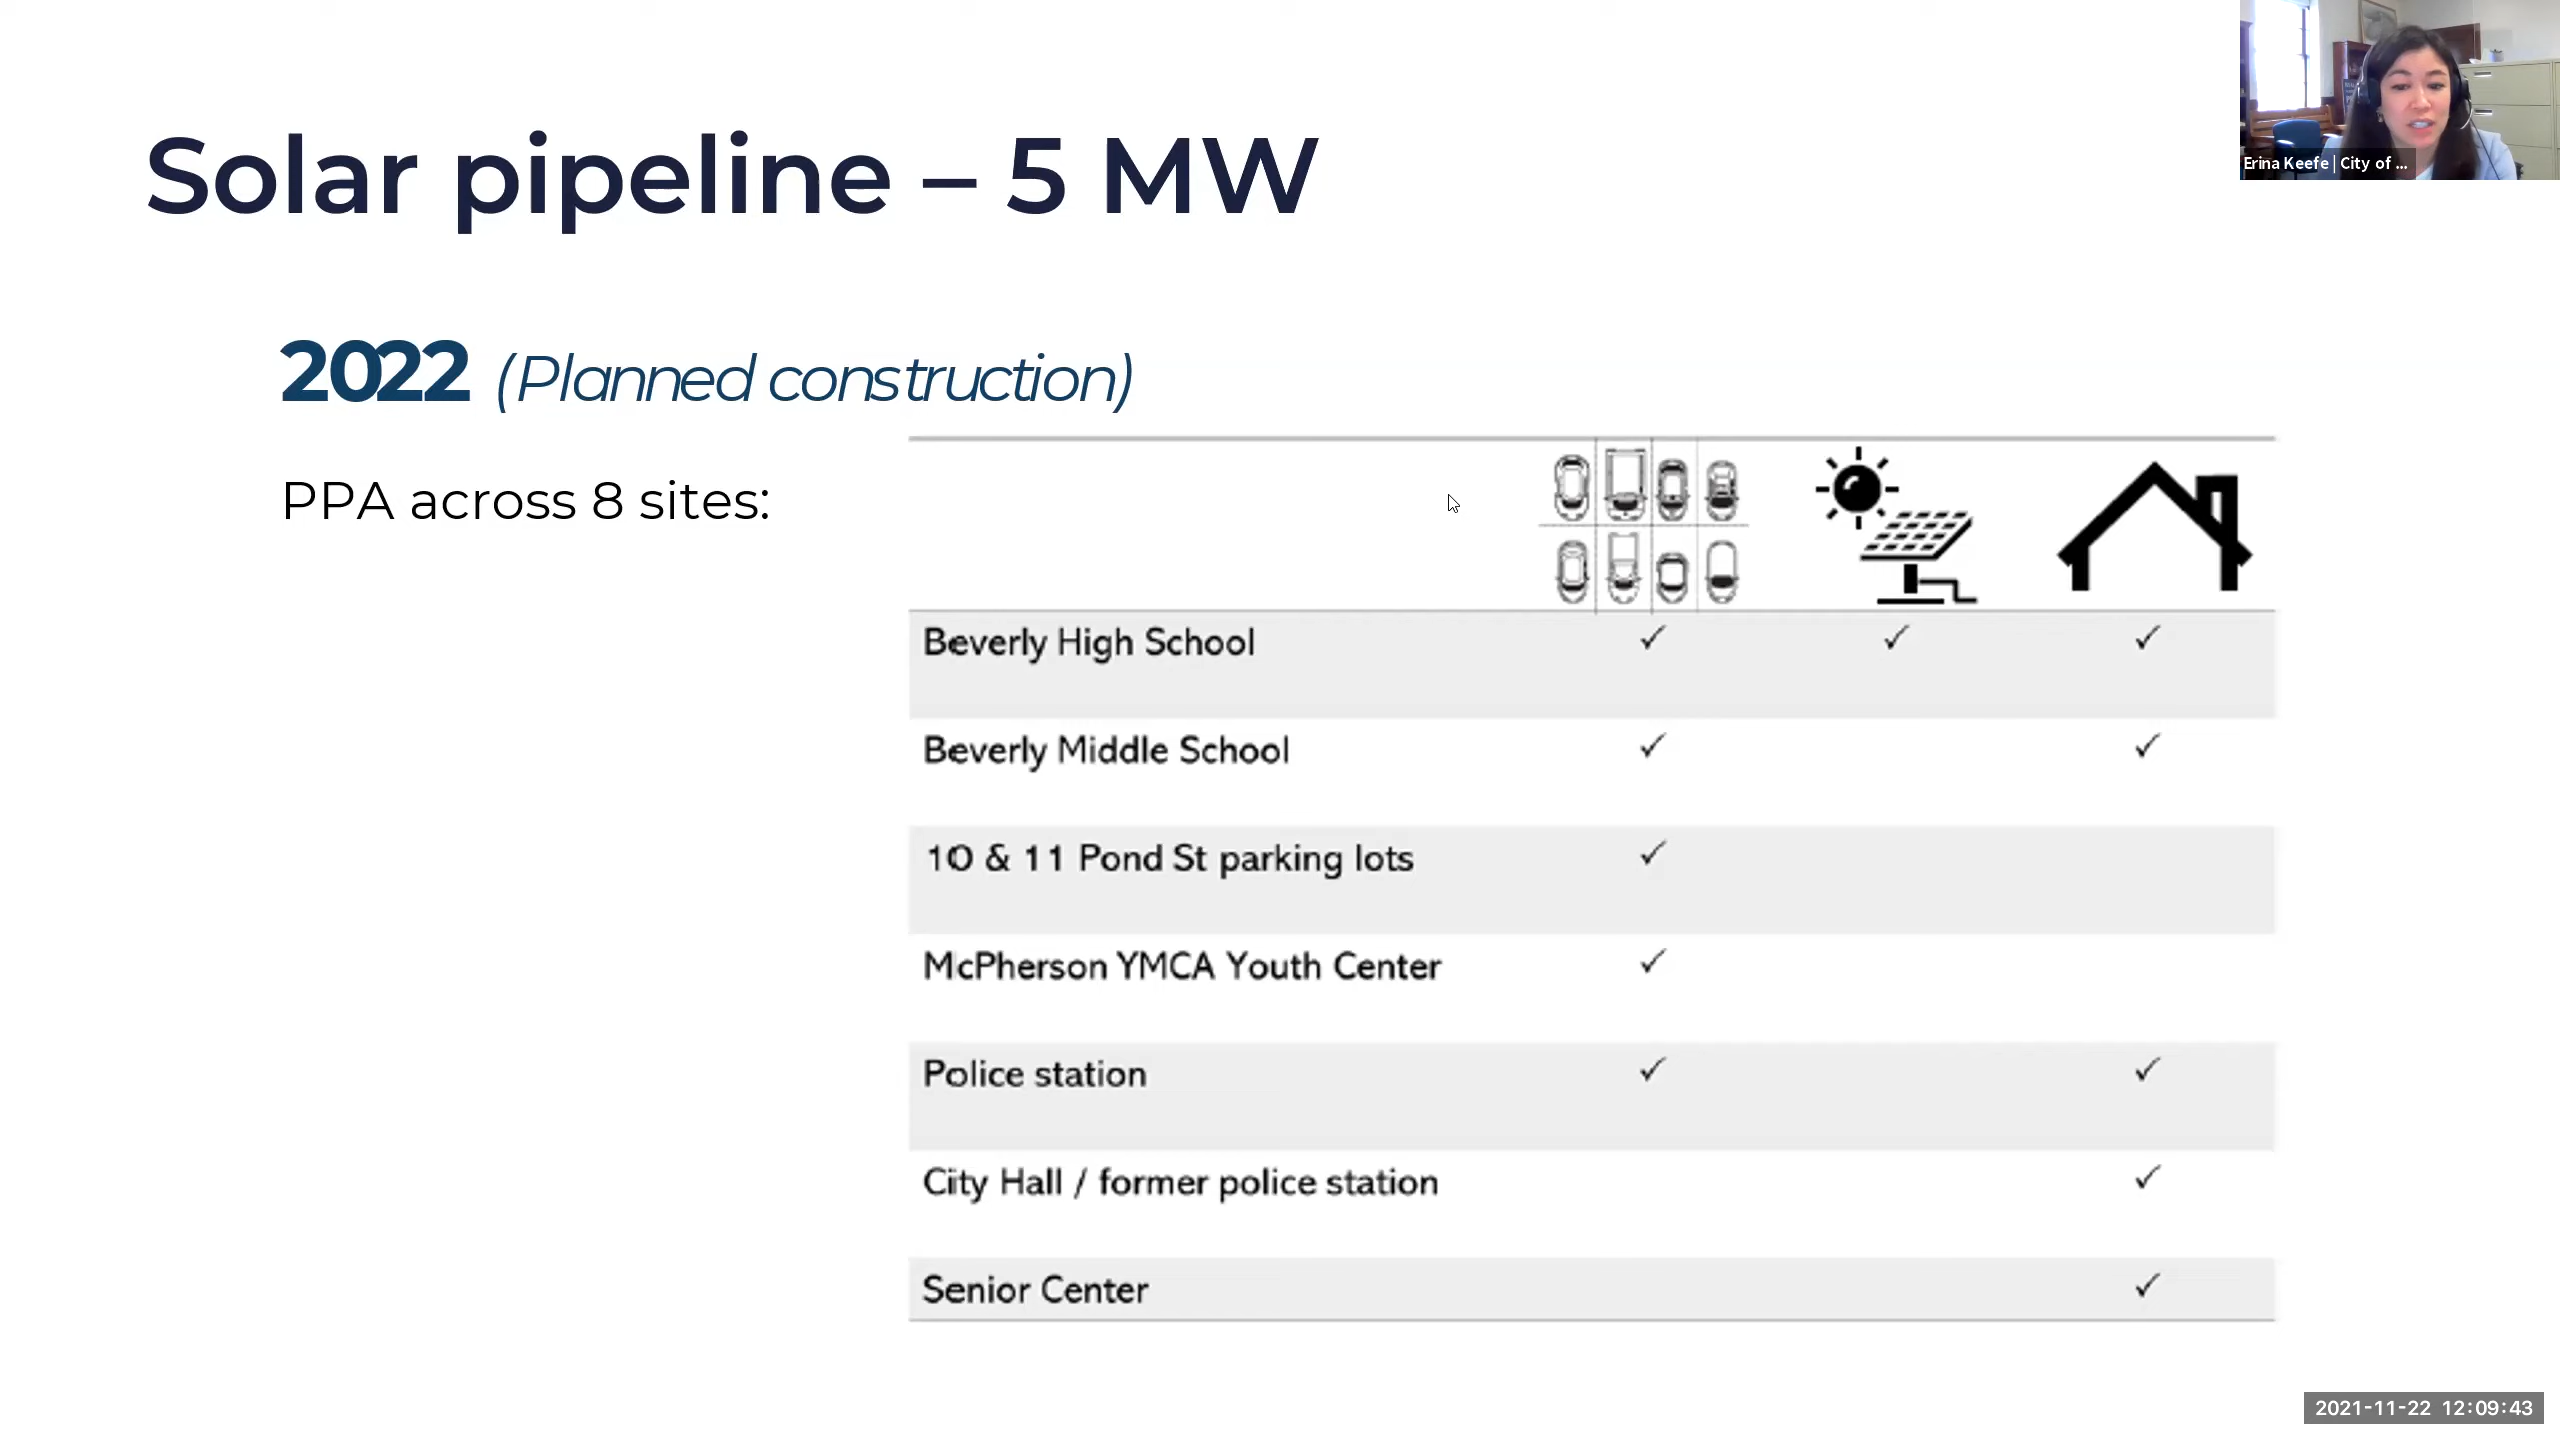 Solar pipeline – 5 MW
Erina Keefe | City of ...
2022 (Planned construction)
PPA across 8 sites:
Beverly High School ✓ ✓ ✓
Beverly Middle School ✓ ✓
10 & 11 Pond St parking lots ✓
McPherson YMCA Youth Center ✓
Police station ✓ ✓
City Hall / former police station ✓
Senior Center ✓
2021-11-22 12:09:43